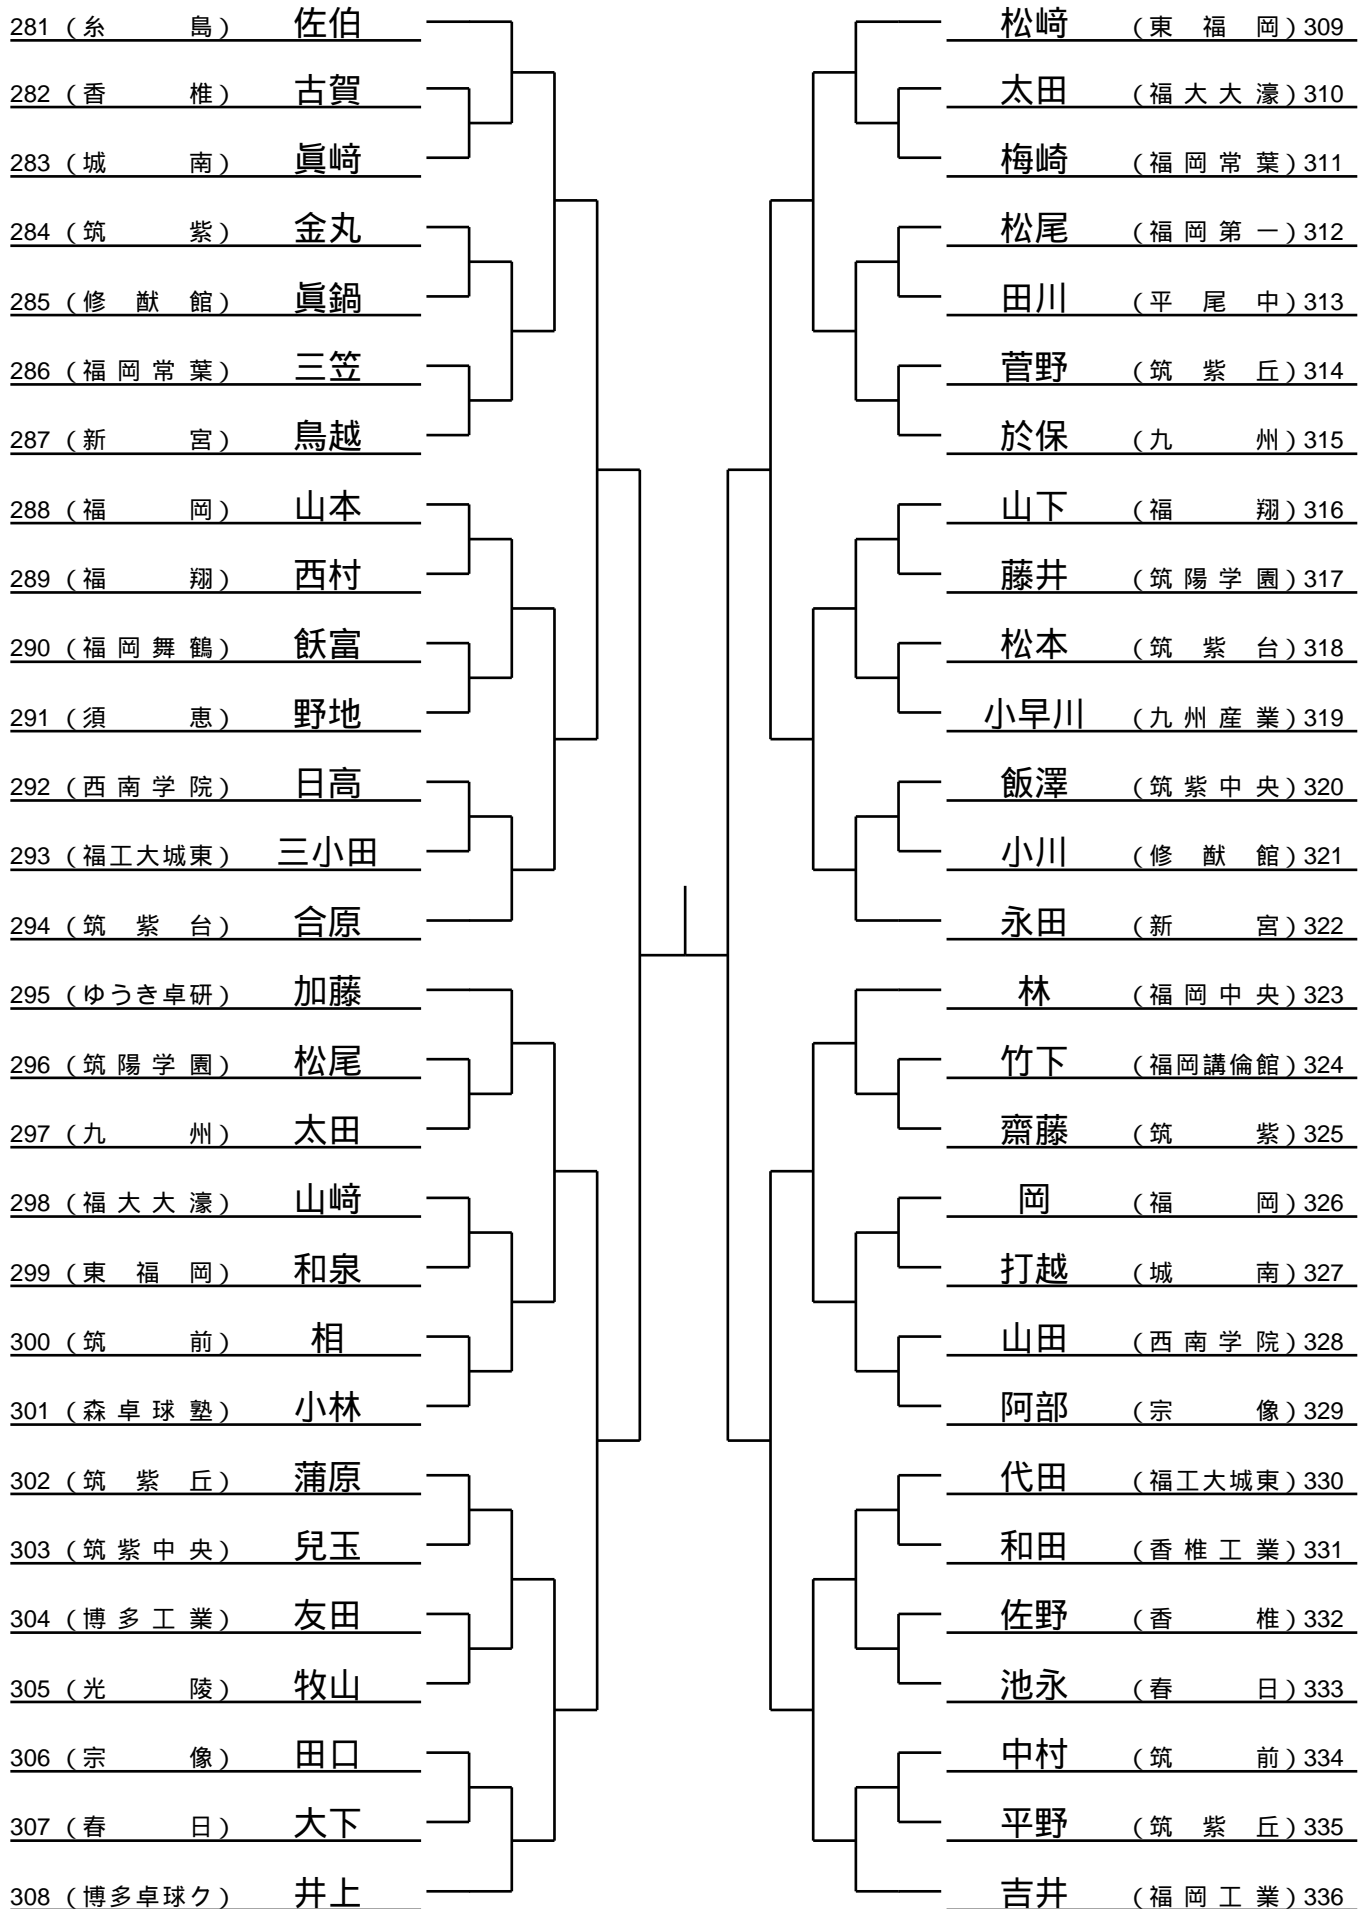 281 (糸島) 佐伯
282 (香椎) 古賀
283 (城南) 眞﨑
284 (筑紫) 金丸
285 (修猷館) 眞鍋
286 (福岡常葉) 三笠
287 (新宮) 鳥越
288 (福岡) 山本
289 (福翔) 西村
290 (福岡舞鶴) 飫富
291 (須恵) 野地
292 (西南学院) 日高
293 (福工大城東) 三小田
294 (筑紫台) 合原
295 (ゆうき卓研) 加藤
296 (筑陽学園) 松尾
297 (九州) 太田
298 (福大大濠) 山﨑
299 (東福岡) 和泉
300 (筑前) 相
301 (森卓球塾) 小林
302 (筑紫丘) 蒲原
303 (筑紫中央) 兒玉
304 (博多工業) 友田
305 (光陵) 牧山
306 (宗像) 田口
307 (春日) 大下
308 (博多卓球ク) 井上
松﨑 (東福岡) 309
太田 (福大大濠) 310
梅崎 (福岡常葉) 311
松尾 (福岡第一) 312
田川 (平尾中) 313
菅野 (筑紫丘) 314
於保 (九州) 315
山下 (福翔) 316
藤井 (筑陽学園) 317
松本 (筑紫台) 318
小早川 (九州産業) 319
飯澤 (筑紫中央) 320
小川 (修猷館) 321
永田 (新宮) 322
林 (福岡中央) 323
竹下 (福岡講倫館) 324
齋藤 (筑紫) 325
岡 (福岡) 326
打越 (城南) 327
山田 (西南学院) 328
阿部 (宗像) 329
代田 (福工大城東) 330
和田 (香椎工業) 331
佐野 (香椎) 332
池永 (春日) 333
中村 (筑前) 334
平野 (筑紫丘) 335
吉井 (福岡工業) 336